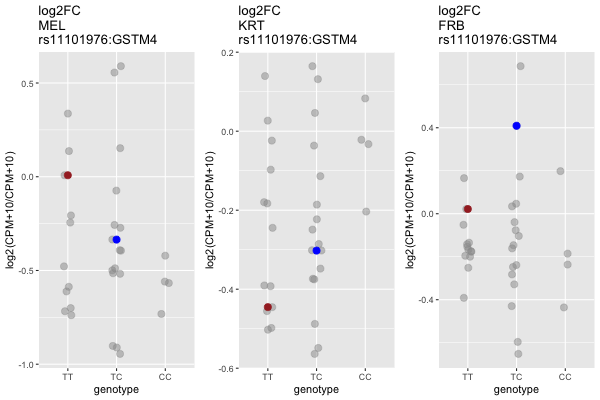 log2FC
MEL
rs11101976:GSTM4
log2(CPM+10/CPM+10)
0.5
0.0
-0.5
-1.0
TT TC CC
genotype
log2FC
KRT
rs11101976:GSTM4
log2(CPM+10/CPM+10)
0.2
0.0
-0.2
-0.4
-0.6
TT TC CC
genotype
log2FC
FRB
rs11101976:GSTM4
log2(CPM+10/CPM+10)
0.4
0.0
-0.4
TT TC CC
genotype